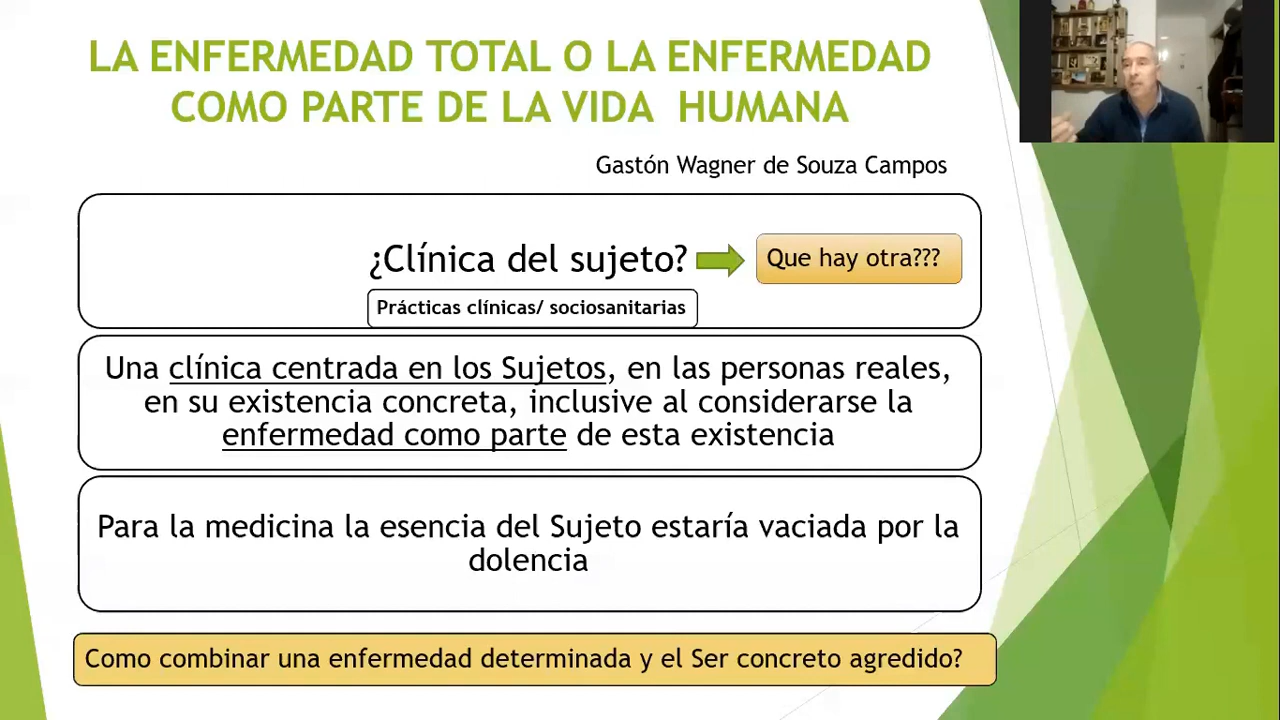 LA ENFERMEDAD TOTAL O LA ENFERMEDAD
COMO PARTE DE LA VIDA  HUMANA
Gastón Wagner de Souza Campos
¿Clínica del sujeto?
Que hay otra???
Prácticas clínicas/ sociosanitarias
Una clínica centrada en los Sujetos, en las personas reales,
en su existencia concreta, inclusive al considerarse la
enfermedad como parte de esta existencia
Para la medicina la esencia del Sujeto estaría vaciada por la
dolencia
Como combinar una enfermedad determinada y el Ser concreto agredido?